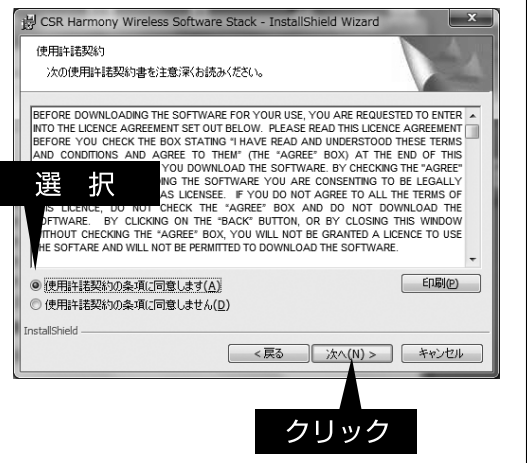 CSR Harmony Wireless Software Stack - InstallShield Wizard
使用許諾契約
次の使用許諾契約書を注意深くお読みください。
BEFORE DOWNLOADING THE SOFTWARE FOR YOUR USE, YOU ARE REQUESTED TO ENTER
INTO THE LICENCE AGREEMENT SET OUT BELOW. PLEASE READ THIS LICENCE AGREEMENT
BEFORE YOU CHECK THE BOX STATING "I HAVE READ AND UNDERSTOOD THESE TERMS
AND CONDITIONS AND AGREE TO THEM" (THE "AGREE" BOX) AT THE END OF THIS
YOU DOWNLOAD THE SOFTWARE. BY CHECKING THE "AGREE"
選 択
THE SOFTWARE YOU ARE CONSENTING TO BE LEGALLY
AS LICENSEE. IF YOU DO NOT AGREE TO ALL THE TERMS OF
LICENCE, DO NOT CHECK THE "AGREE" BOX AND DO NOT DOWNLOAD THE
SOFTWARE. BY CLICKING ON THE "BACK" BUTTON, OR BY CLOSING THIS WINDOW
WITHOUT CHECKING THE "AGREE" BOX, YOU WILL NOT BE GRANTED A LICENCE TO USE
THE SOFTARE AND WILL NOT BE PERMITTED TO DOWNLOAD THE SOFTWARE.
使用許諾契約の条項に同意します(A)
印刷(P)
使用許諾契約の条項に同意しません(D)
InstallShield
< 戻る 次へ(N) > キャンセル
クリック